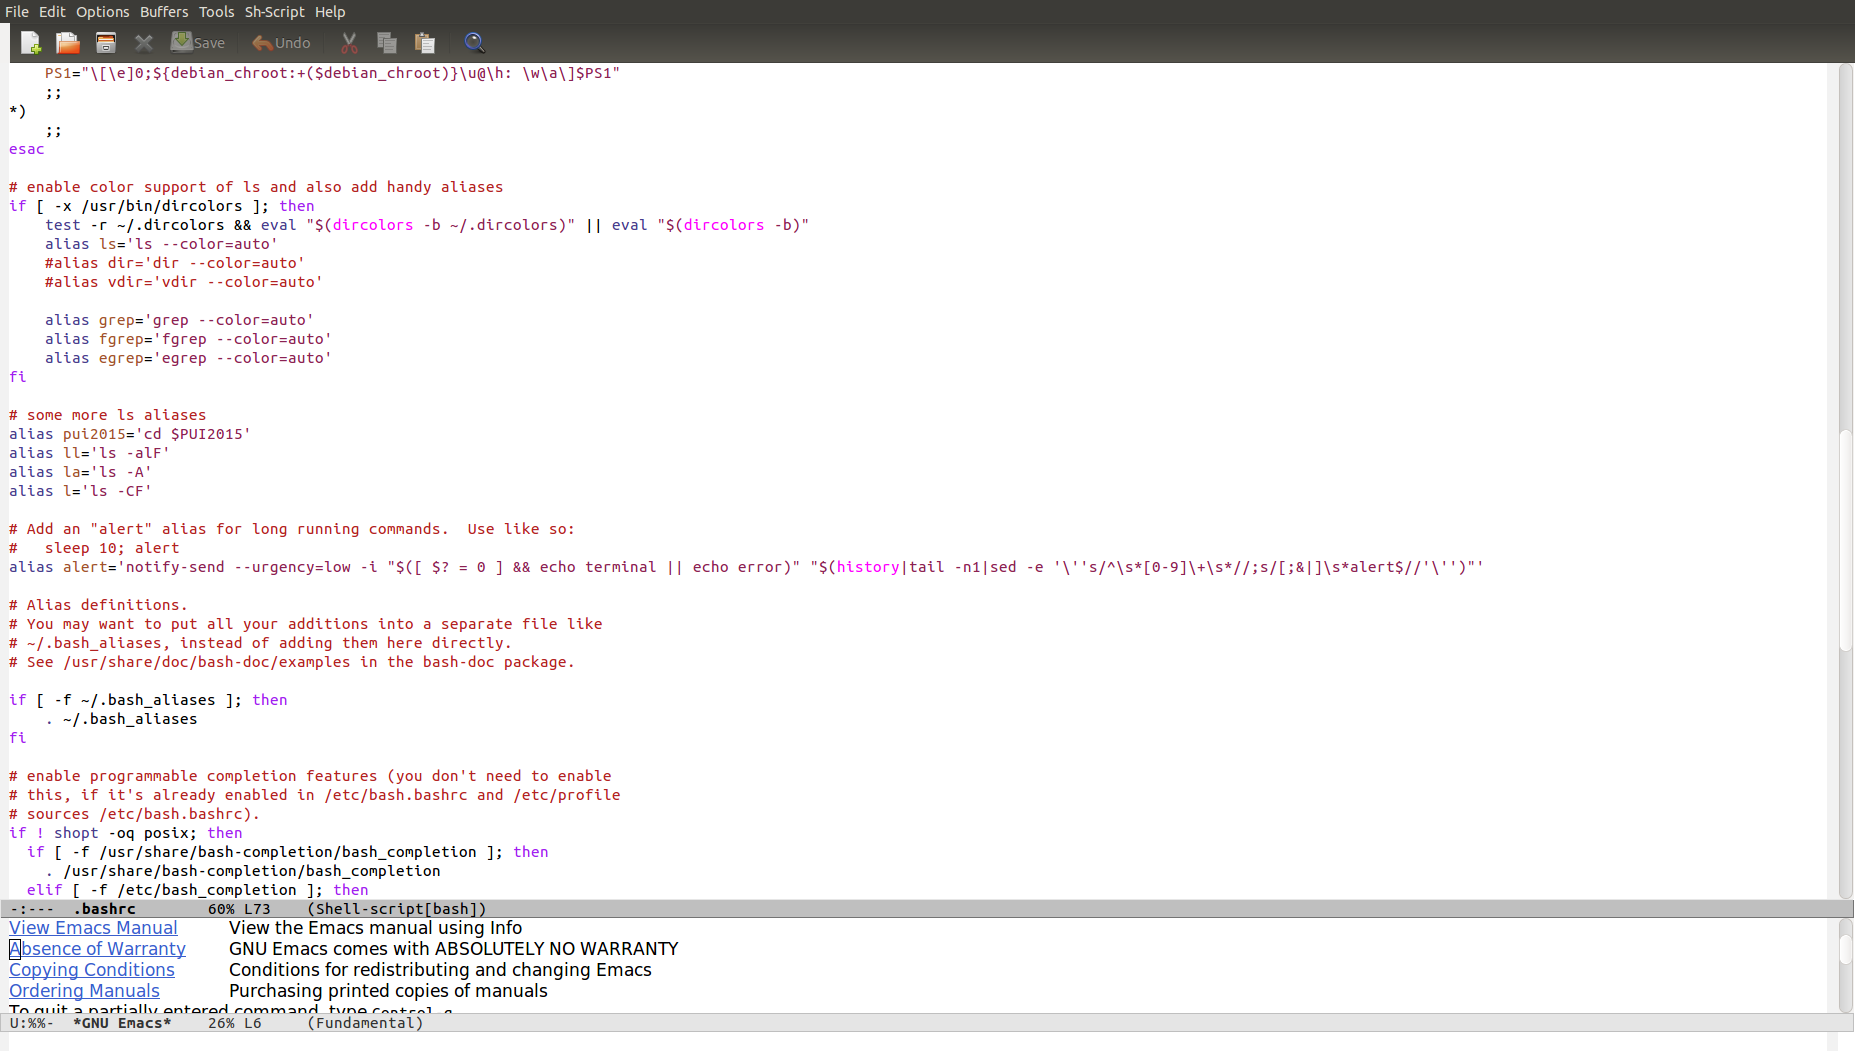 File Edit Options Buffers Tools Sh-Script Help
Save Undo
    PS1="\[\e]0;${debian_chroot:+($debian_chroot)}\u@\h: \w\a\]$PS1"
    ;;
*)
    ;;
esac
# enable color support of ls and also add handy aliases
if [ -x /usr/bin/dircolors ]; then
    test -r ~/.dircolors && eval "$(dircolors -b ~/.dircolors)" || eval "$(dircolors -b)"
    alias ls='ls --color=auto'
    #alias dir='dir --color=auto'
    #alias vdir='vdir --color=auto'
    alias grep='grep --color=auto'
    alias fgrep='fgrep --color=auto'
    alias egrep='egrep --color=auto'
fi
# some more ls aliases
alias pui2015='cd $PUI2015'
alias ll='ls -alF'
alias la='ls -A'
alias l='ls -CF'
# Add an "alert" alias for long running commands.  Use like so:
#   sleep 10; alert
alias alert='notify-send --urgency=low -i "$([ $? = 0 ] && echo terminal || echo error)" "$(history|tail -n1|sed -e '\''s/^\s*[0-9]\+\s*//;s/[;&|]\s*alert$//'\'')"'
# Alias definitions.
# You may want to put all your additions into a separate file like
# ~/.bash_aliases, instead of adding them here directly.
# See /usr/share/doc/bash-doc/examples in the bash-doc package.
if [ -f ~/.bash_aliases ]; then
    . ~/.bash_aliases
fi
# enable programmable completion features (you don't need to enable
# this, if it's already enabled in /etc/bash.bashrc and /etc/profile
# sources /etc/bash.bashrc).
if ! shopt -oq posix; then
  if [ -f /usr/share/bash-completion/bash_completion ]; then
    . /usr/share/bash-completion/bash_completion
  elif [ -f /etc/bash_completion ]; then
-:---  .bashrc        60% L73    (Shell-script[bash])
View Emacs Manual View the Emacs manual using Info
Absence of Warranty GNU Emacs comes with ABSOLUTELY NO WARRANTY
Copying Conditions Conditions for redistributing and changing Emacs
Ordering Manuals Purchasing printed copies of manuals
To quit a partially entered command, type Control-g.
U:%%-  *GNU Emacs*    26% L6     (Fundamental)